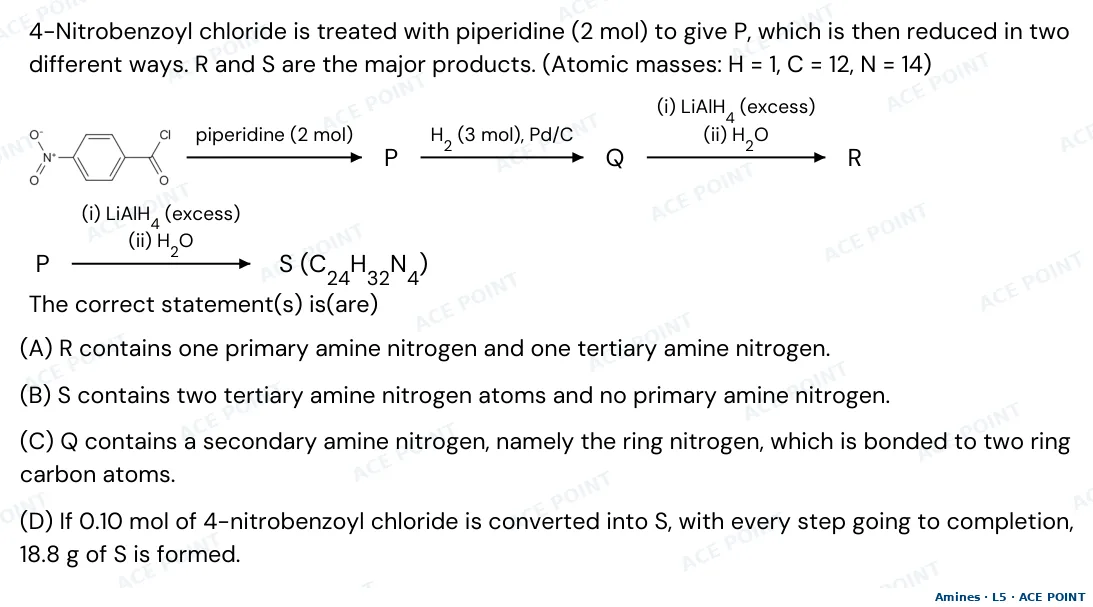 4-Nitrobenzoyl chloride is treated with piperidine (2 mol) to give P, which is then reduced in two
different ways. R and S are the major products. (Atomic masses: H = 1, C = 12, N = 14)
(i) LiAlH4 (excess)
(ii) H2O
O- N+ O Cl O piperidine (2 mol) P H2 (3 mol), Pd/C Q R
(i) LiAlH4 (excess)
(ii) H2O
P S (C24H32N4)
The correct statement(s) is(are)
(A) R contains one primary amine nitrogen and one tertiary amine nitrogen.
(B) S contains two tertiary amine nitrogen atoms and no primary amine nitrogen.
(C) Q contains a secondary amine nitrogen, namely the ring nitrogen, which is bonded to two ring
carbon atoms.
(D) If 0.10 mol of 4-nitrobenzoyl chloride is converted into S, with every step going to completion,
18.8 g of S is formed.
Amines · L5 · ACE POINT